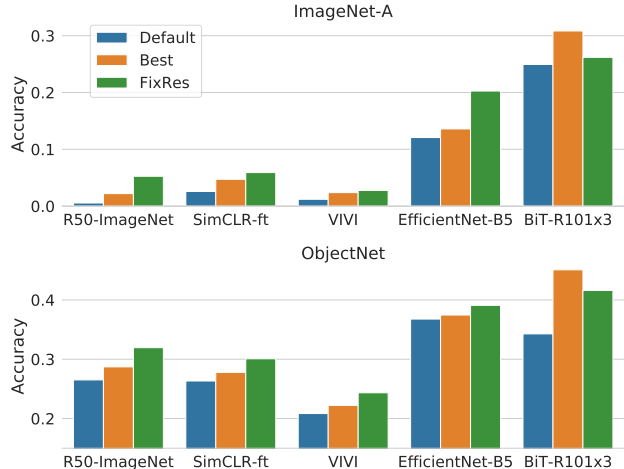 ImageNet-A
Accuracy
0.3
0.2
0.1
0.0
Default
Best
FixRes
R50-ImageNet SimCLR-ft VIVI EfficientNet-B5 BiT-R101x3
ObjectNet
Accuracy
0.4
0.3
0.2
R50-ImageNet SimCLR-ft VIVI EfficientNet-B5 BiT-R101x3